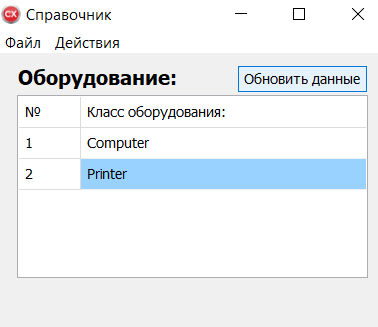 CX Справочник
Файл Действия
Оборудование: Обновить данные
№ Класс оборудования:
1 Computer
2 Printer